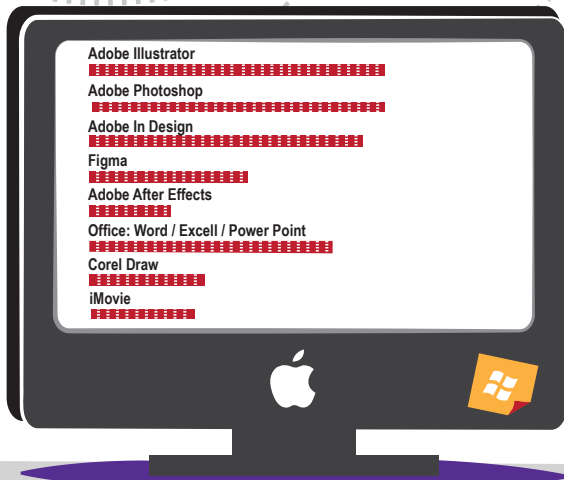 Adobe Illustrator
Adobe Photoshop
Adobe In Design
Figma
Adobe After Effects
Office: Word / Excell / Power Point
Corel Draw
iMovie